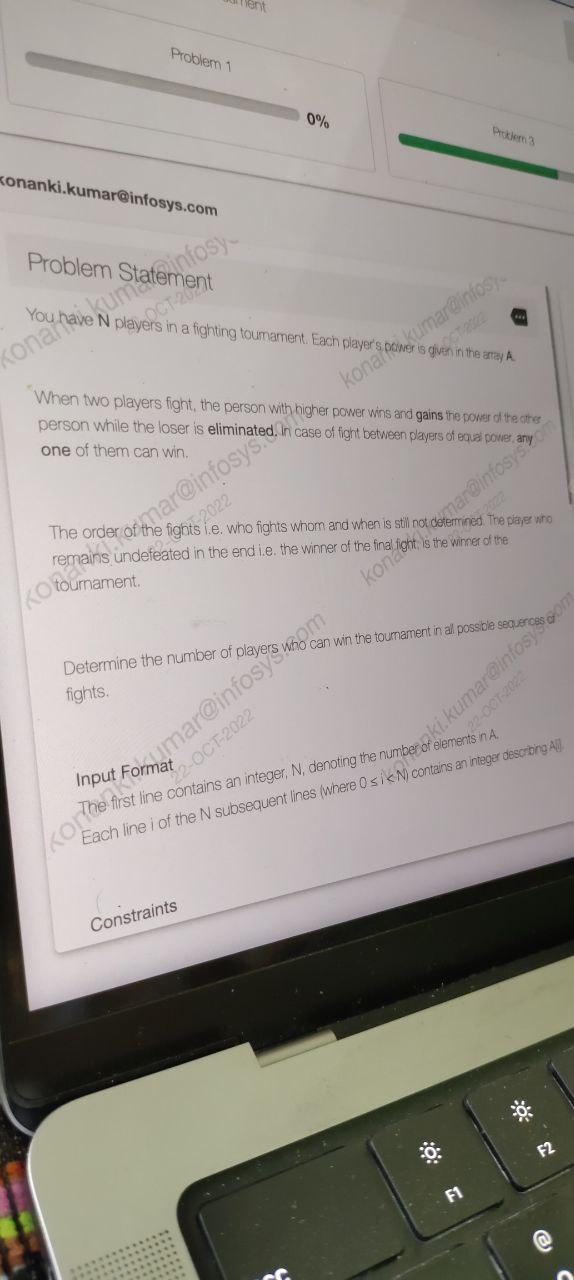 Problem 1
0%
Problem 3
konanki.kumar@infosys.com
Problem Statement
You have N players in a fighting tournament. Each player's power is given in the array A.
When two players fight, the person with higher power wins and gains the power of the other
person while the loser is eliminated. In case of fight between players of equal power, any
one of them can win.
The order of the fights i.e. who fights whom and when is still not determined. The player who
remains undefeated in the end i.e. the winner of the final fight, is the winner of the
tournament.
Determine the number of players who can win the tournament in all possible sequences of
fights.
Input Format
The first line contains an integer, N, denoting the number of elements in A.
Each line i of the N subsequent lines (where 0 ≤ i < N) contains an integer describing A[i].
Constraints
konanki.kumar@infosys.com
22-OCT-2022
konanki.kumar@infosys.com
22-OCT-2022
F1
F2
@